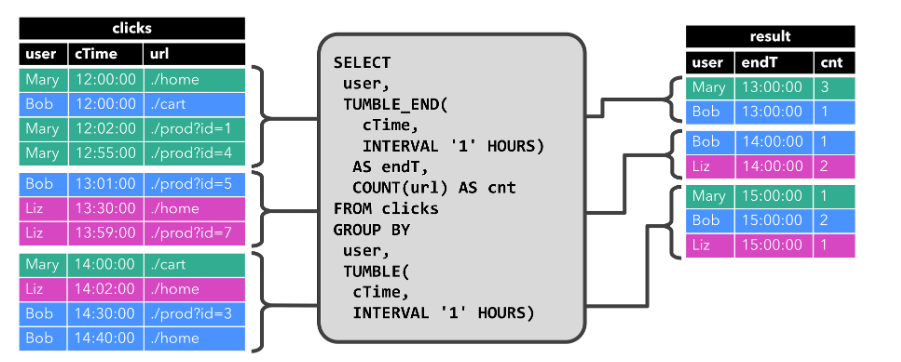 clicks
user cTime url
Mary 12:00:00 ./home
Bob 12:00:00 ./cart
Mary 12:02:00 ./prod?id=1
Mary 12:55:00 ./prod?id=4
Bob 13:01:00 ./prod?id=5
Liz 13:30:00 ./home
Liz 13:59:00 ./prod?id=7
Mary 14:00:00 ./cart
Liz 14:02:00 ./home
Bob 14:30:00 ./prod?id=3
Bob 14:40:00 ./home
SELECT
user,
TUMBLE_END(
cTime,
INTERVAL '1' HOURS)
AS endT,
COUNT(url) AS cnt
FROM clicks
GROUP BY
user,
TUMBLE(
cTime,
INTERVAL '1' HOURS)
result
user endT cnt
Mary 13:00:00 3
Bob 13:00:00 1
Bob 14:00:00 1
Liz 14:00:00 2
Mary 15:00:00 1
Bob 15:00:00 2
Liz 15:00:00 1